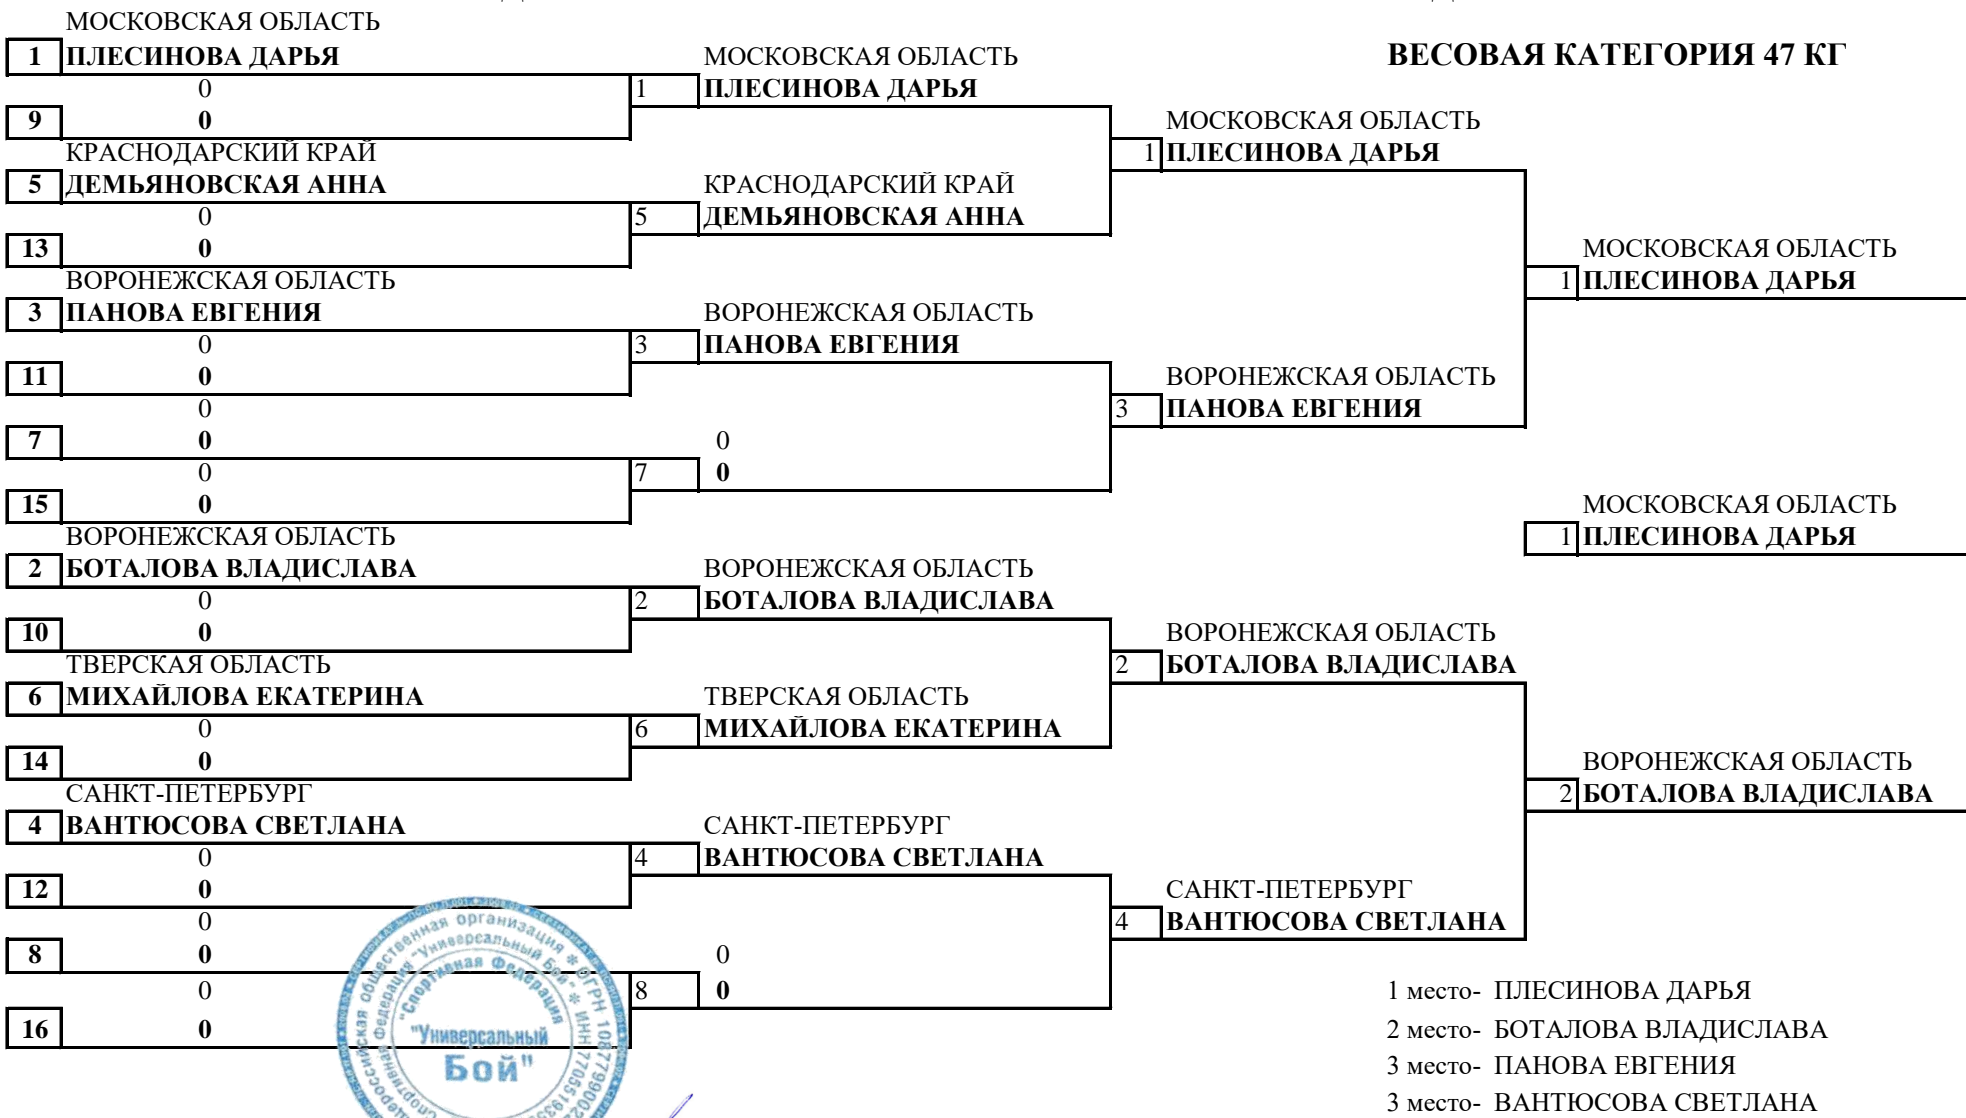 МОСКОВСКАЯ ОБЛАСТЬ
1 ПЛЕСИНОВА ДАРЬЯ МОСКОВСКАЯ ОБЛАСТЬ ВЕСОВАЯ КАТЕГОРИЯ 47 КГ
0 1 ПЛЕСИНОВА ДАРЬЯ
9 0 МОСКОВСКАЯ ОБЛАСТЬ
КРАСНОДАРСКИЙ КРАЙ 1 ПЛЕСИНОВА ДАРЬЯ
5 ДЕМЬЯНОВСКАЯ АННА КРАСНОДАРСКИЙ КРАЙ
0 5 ДЕМЬЯНОВСКАЯ АННА
13 0 МОСКОВСКАЯ ОБЛАСТЬ
ВОРОНЕЖСКАЯ ОБЛАСТЬ 1 ПЛЕСИНОВА ДАРЬЯ
3 ПАНОВА ЕВГЕНИЯ ВОРОНЕЖСКАЯ ОБЛАСТЬ
0 3 ПАНОВА ЕВГЕНИЯ
11 0 ВОРОНЕЖСКАЯ ОБЛАСТЬ
0 3 ПАНОВА ЕВГЕНИЯ
7 0 0
0 7 0
15 0 МОСКОВСКАЯ ОБЛАСТЬ
ВОРОНЕЖСКАЯ ОБЛАСТЬ 1 ПЛЕСИНОВА ДАРЬЯ
2 БОТАЛОВА ВЛАДИСЛАВА ВОРОНЕЖСКАЯ ОБЛАСТЬ
0 2 БОТАЛОВА ВЛАДИСЛАВА
10 0 ВОРОНЕЖСКАЯ ОБЛАСТЬ
ТВЕРСКАЯ ОБЛАСТЬ 2 БОТАЛОВА ВЛАДИСЛАВА
6 МИХАЙЛОВА ЕКАТЕРИНА ТВЕРСКАЯ ОБЛАСТЬ
0 6 МИХАЙЛОВА ЕКАТЕРИНА
14 0 ВОРОНЕЖСКАЯ ОБЛАСТЬ
САНКТ-ПЕТЕРБУРГ 2 БОТАЛОВА ВЛАДИСЛАВА
4 ВАНТЮСОВА СВЕТЛАНА САНКТ-ПЕТЕРБУРГ
0 4 ВАНТЮСОВА СВЕТЛАНА
12 0 САНКТ-ПЕТЕРБУРГ
0 4 ВАНТЮСОВА СВЕТЛАНА
8 0 0
0 8 0
16 0
общественная организация * ОГРН
"Универсальный Бой" * ИНН
"Спортивная Федерация
"Универсальный
Бой"
1 место- ПЛЕСИНОВА ДАРЬЯ
2 место- БОТАЛОВА ВЛАДИСЛАВА
3 место- ПАНОВА ЕВГЕНИЯ
3 место- ВАНТЮСОВА СВЕТЛАНА